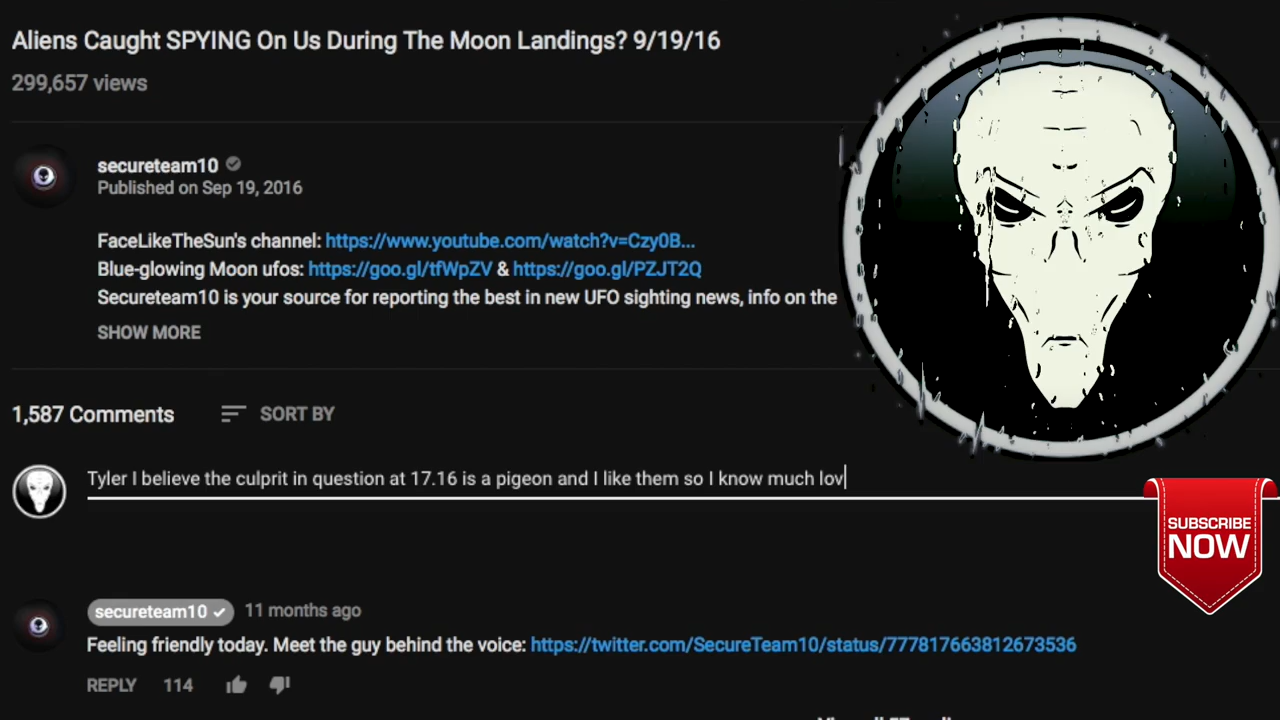 Aliens Caught SPYING On Us During The Moon Landings? 9/19/16
299,657 views
secureteam10
Published on Sep 19, 2016
FaceLikeTheSun's channel: https://www.youtube.com/watch?v=Czy0B...
Blue-glowing Moon ufos: https://goo.gl/tfWpZV & https://goo.gl/PZJT2Q
Secureteam10 is your source for reporting the best in new UFO sighting news, info on the
SHOW MORE
1,587 Comments SORT BY
Tyler I believe the culprit in question at 17.16 is a pigeon and I like them so I know much lov
SUBSCRIBE
NOW
secureteam10 11 months ago
Feeling friendly today. Meet the guy behind the voice: https://twitter.com/SecureTeam10/status/777817663812673536
REPLY 114